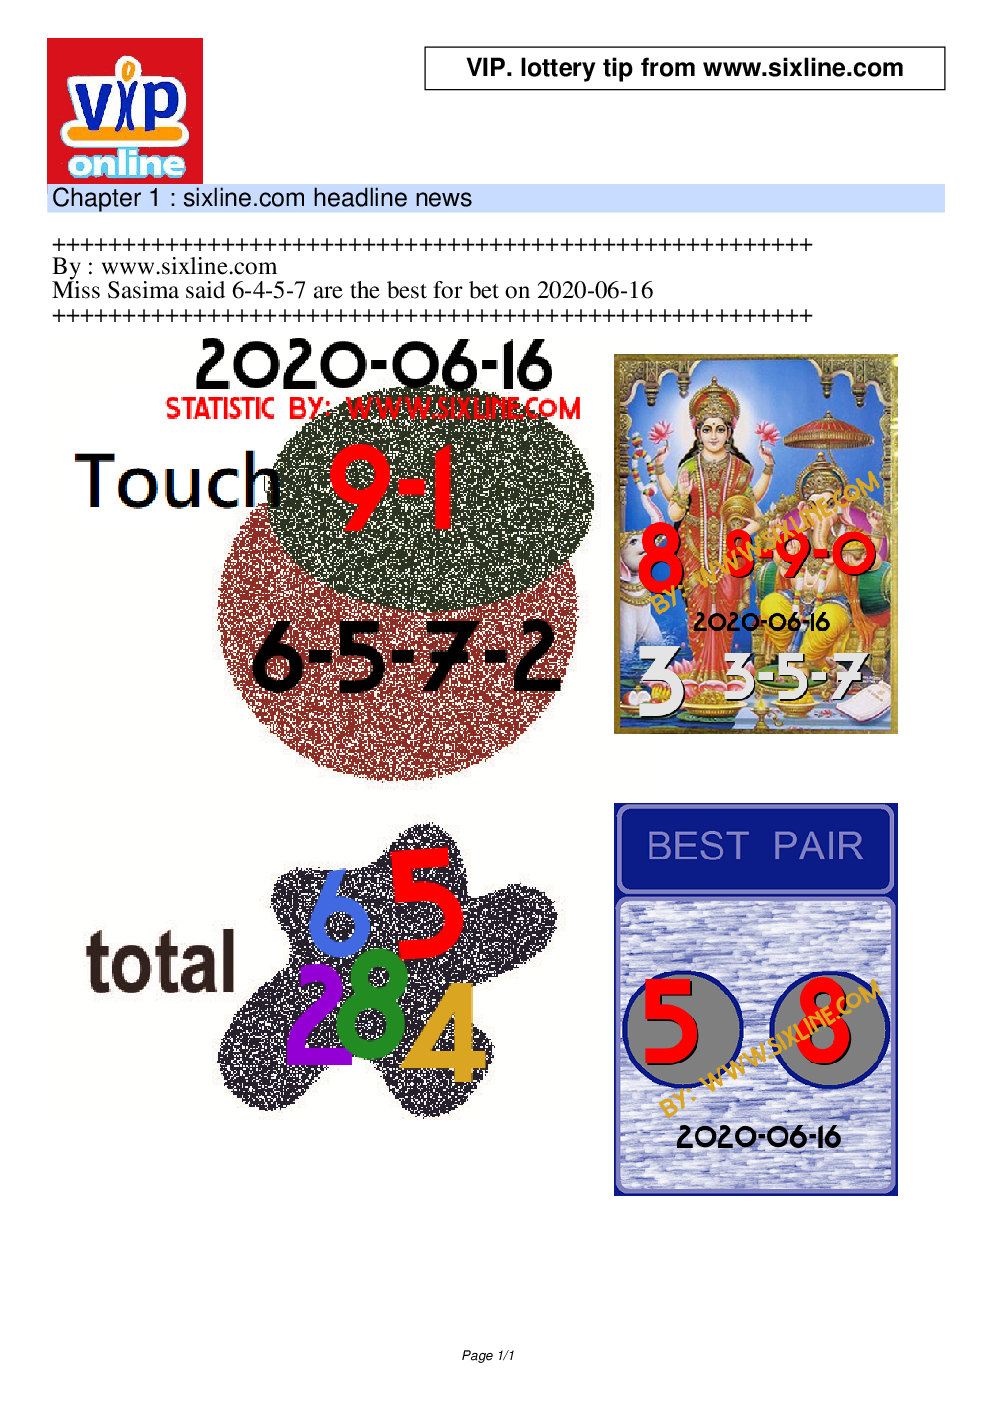 vip
online
VIP. lottery tip from www.sixline.com
Chapter 1 : sixline.com headline news
++++++++++++++++++++++++++++++++++++++++++++++++++++++
By : www.sixline.com
Miss Sasima said 6-4-5-7 are the best for bet on 2020-06-16
++++++++++++++++++++++++++++++++++++++++++++++++++++++
2020-06-16
STATISTIC BY: WWW.SIXLINE.COM
Touch 9-1
6-5-7-2
8 8-9-0
BY: WWW.SIXLINE.COM
2020-06-16
3 3-5-7
total
6 5
2 8 4
BEST PAIR
5 8
BY: WWW.SIXLINE.COM
2020-06-16
Page 1/1